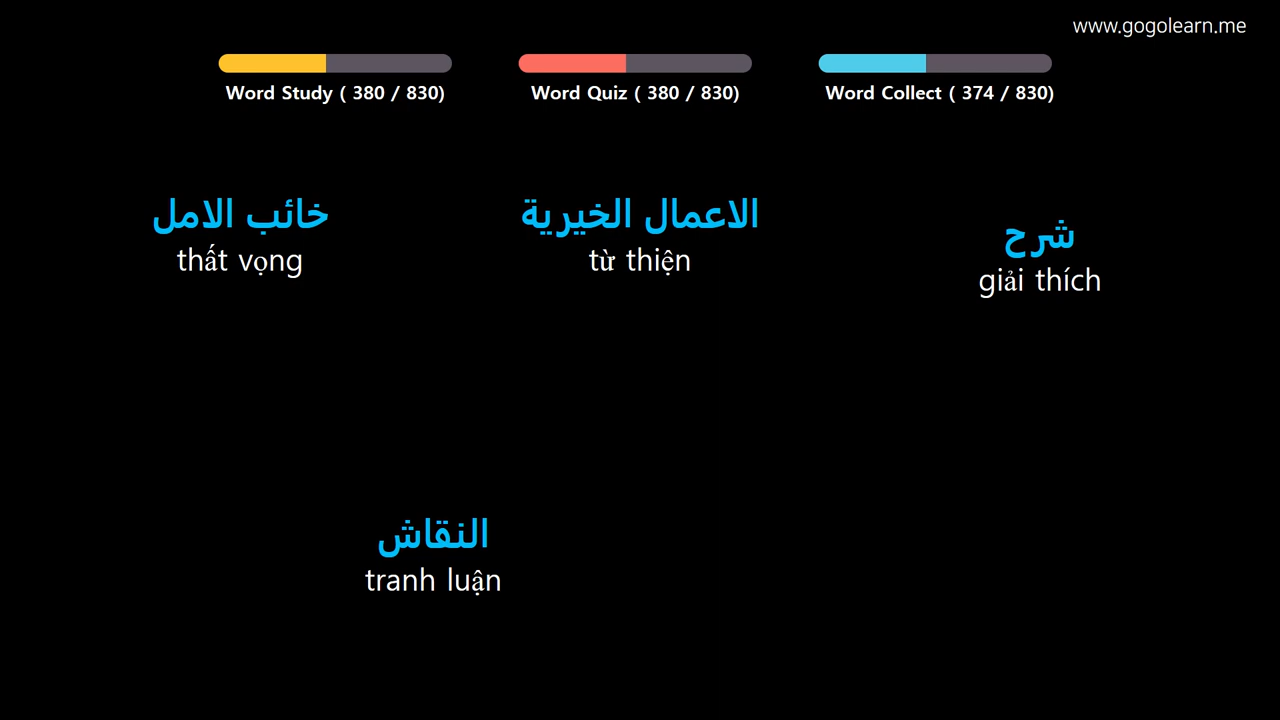 www.gogolearn.me
Word Study ( 380 / 830)
Word Quiz ( 380 / 830)
Word Collect ( 374 / 830)
خائب الامل
thất vọng
الاعمال الخيرية
từ thiện
شرح
giải thích
النقاش
tranh luận